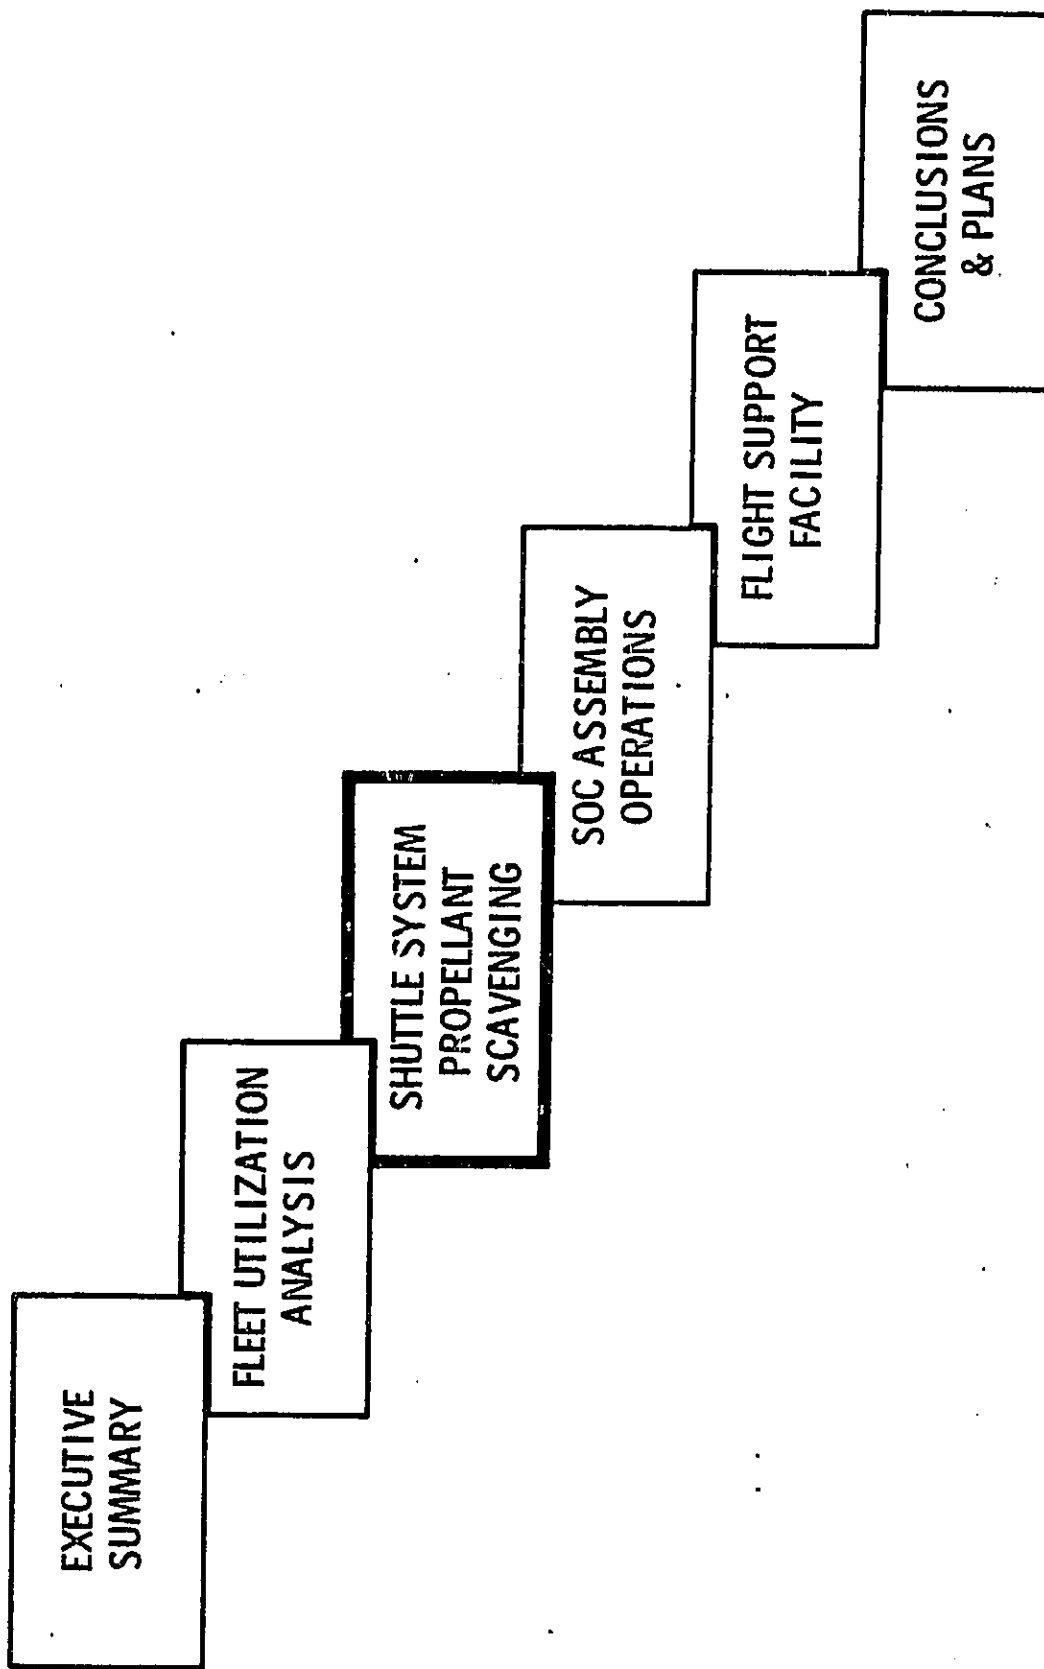 EXECUTIVE
SUMMARY
FLEET UTILIZATION
ANALYSIS
SHUTTLE SYSTEM
PROPELLANT
SCAVENGING
SOC ASSEMBLY
OPERATIONS
FLIGHT SUPPORT
FACILITY
CONCLUSIONS
& PLANS